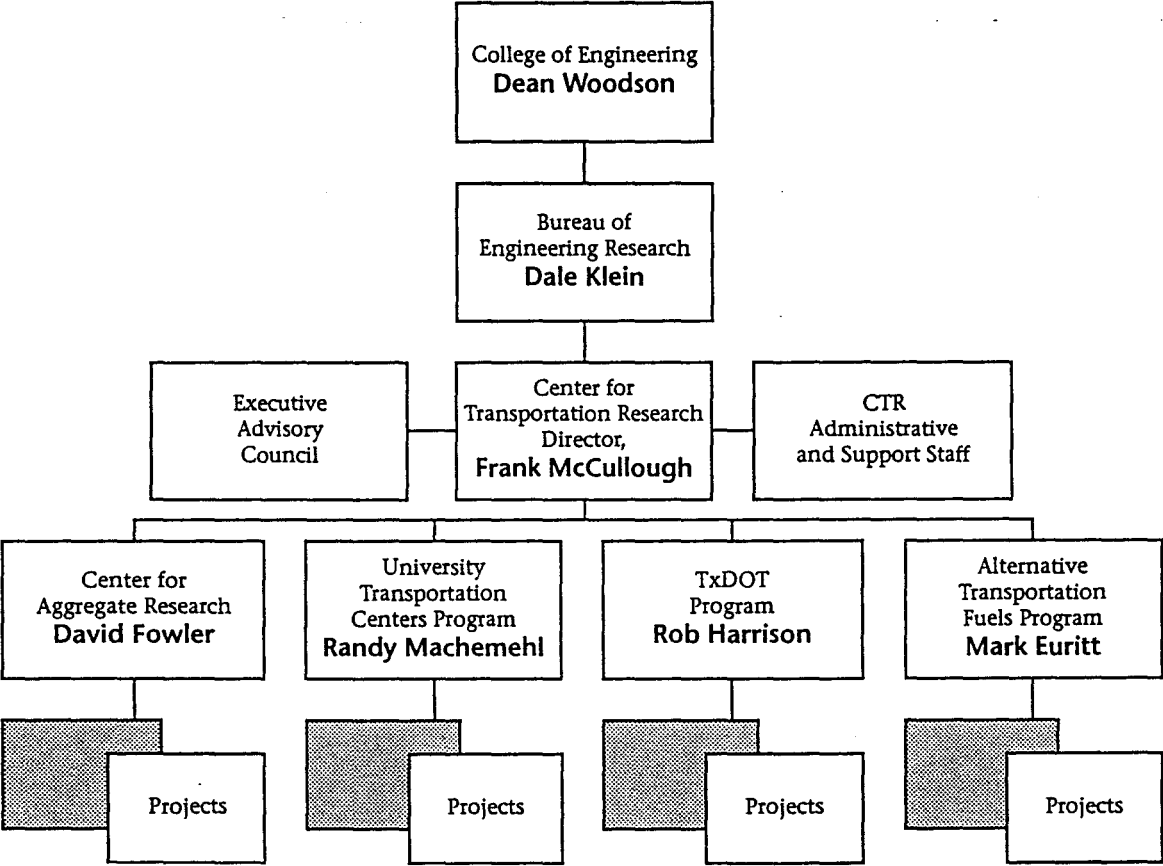 College of Engineering
Dean Woodson
Bureau of
Engineering Research
Dale Klein
Executive
Advisory
Council
Center for
Transportation Research
Director,
Frank McCullough
CTR
Administrative
and Support Staff
Center for
Aggregate Research
David Fowler
University
Transportation
Centers Program
Randy Machemehl
TxDOT
Program
Rob Harrison
Alternative
Transportation
Fuels Program
Mark Euritt
Projects
Projects
Projects
Projects